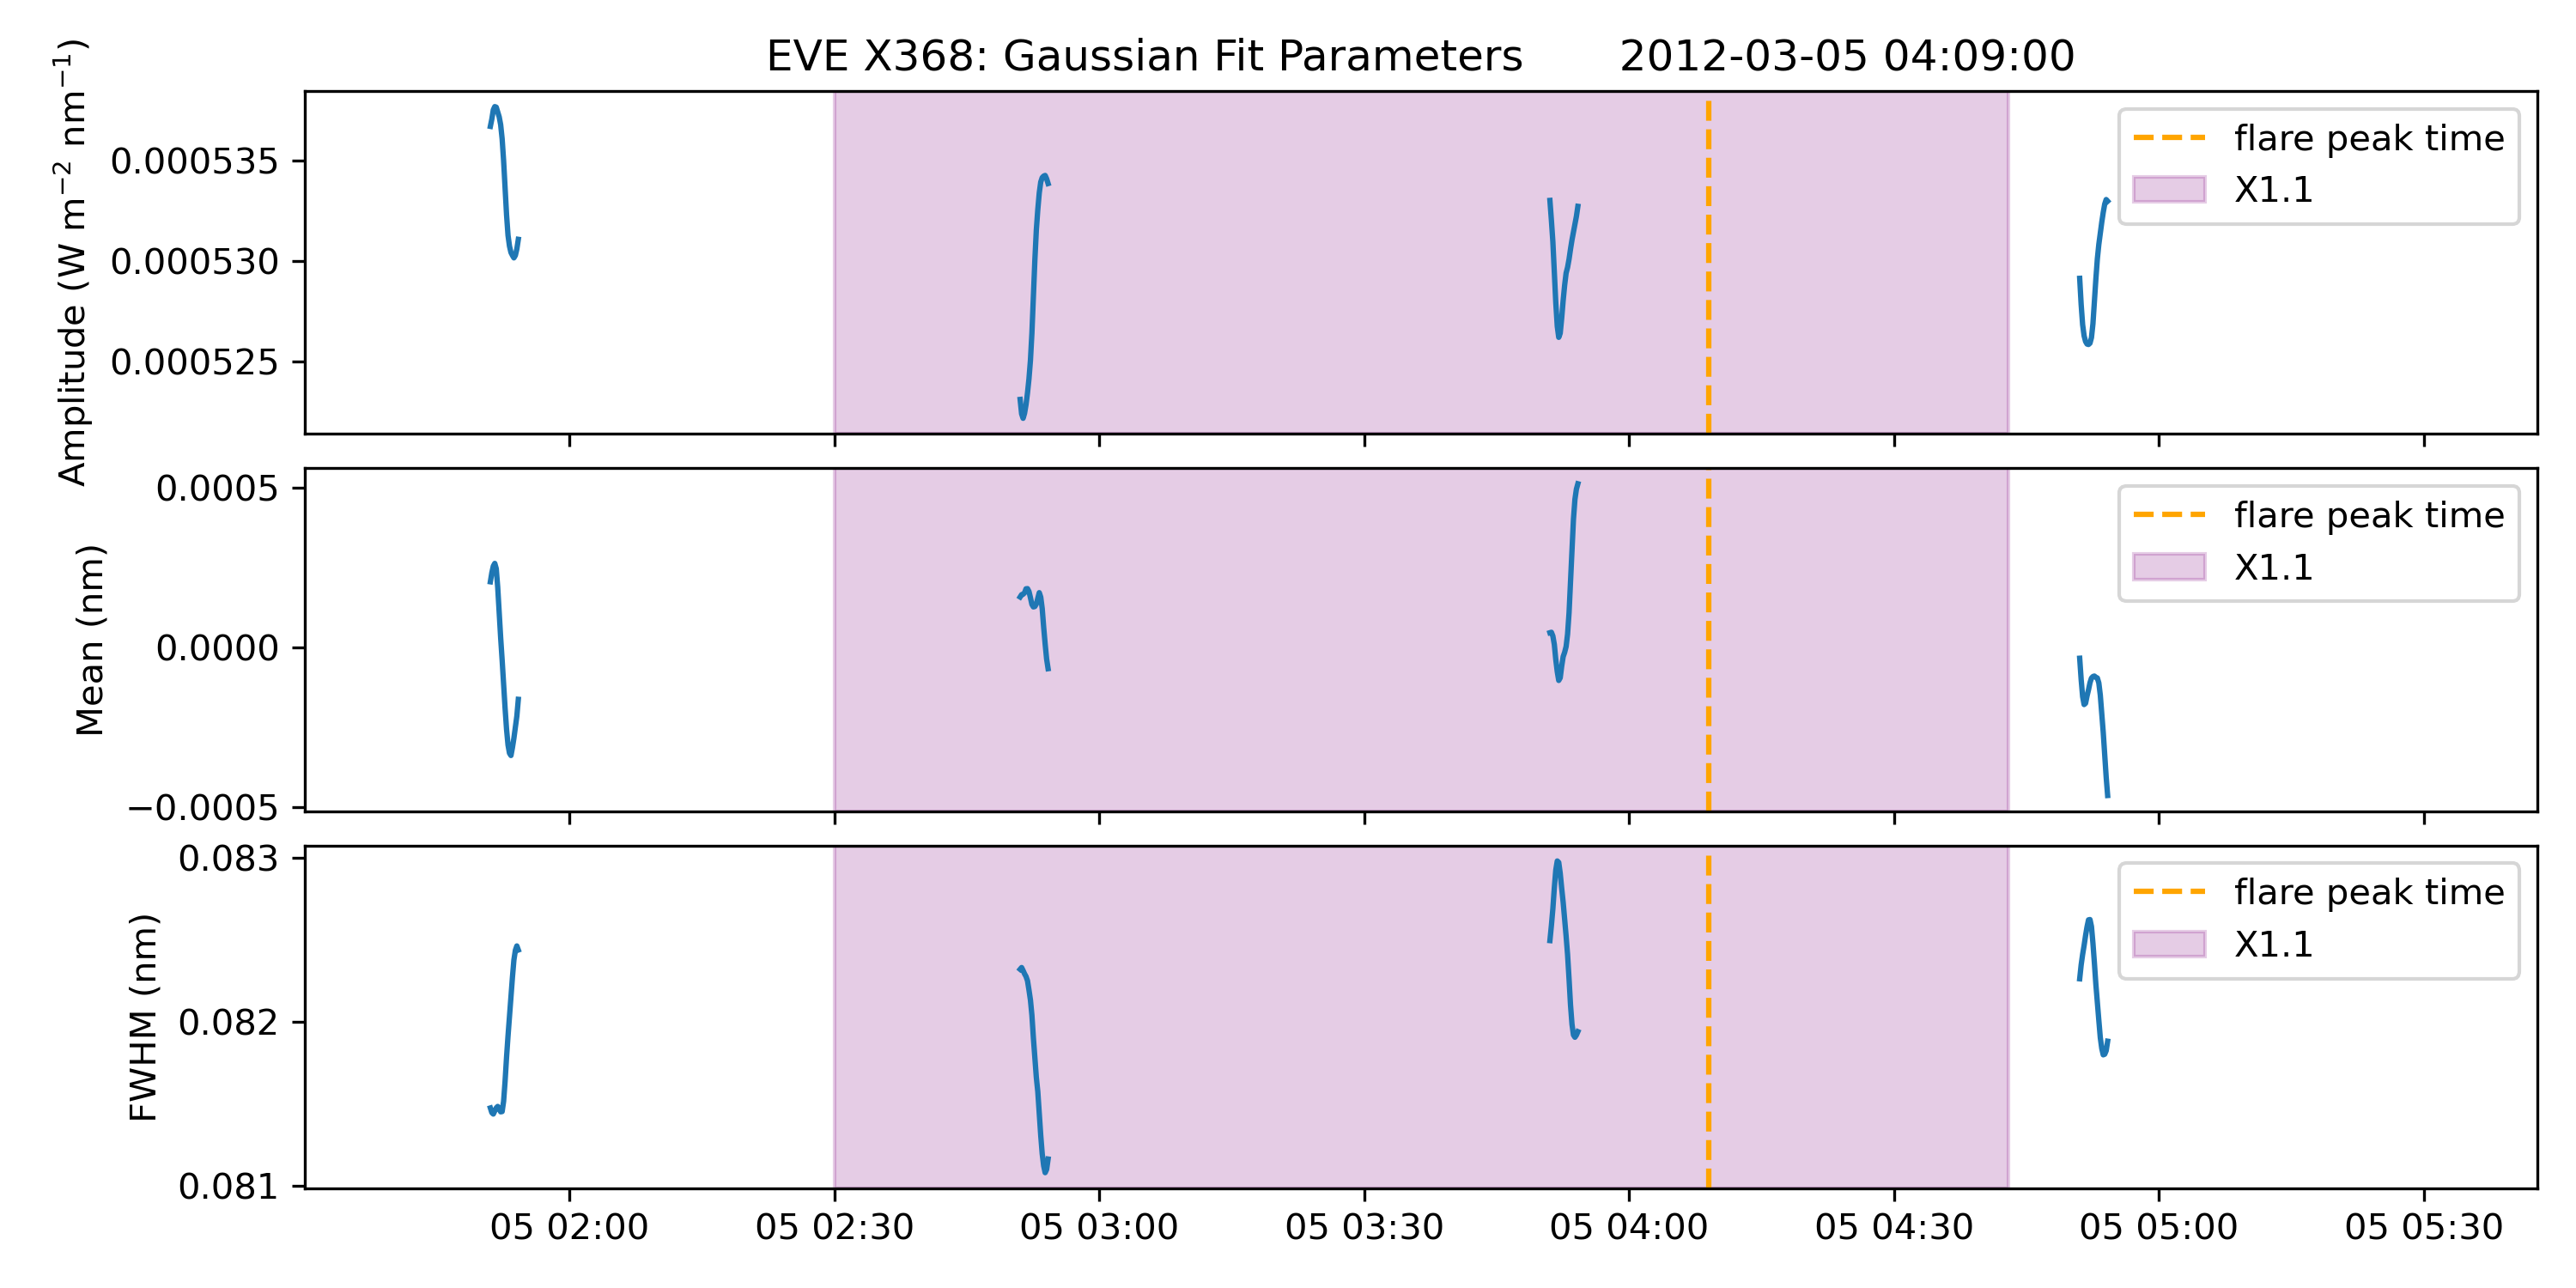 EVE X368: Gaussian Fit Parameters 2012-03-05 04:09:00
Amplitude (W m⁻² nm⁻¹)
0.000535
0.000530
0.000525
flare peak time
X1.1
Mean (nm)
0.0005
0.0000
−0.0005
flare peak time
X1.1
FWHM (nm)
0.083
0.082
0.081
flare peak time
X1.1
05 02:00 05 02:30 05 03:00 05 03:30 05 04:00 05 04:30 05 05:00 05 05:30